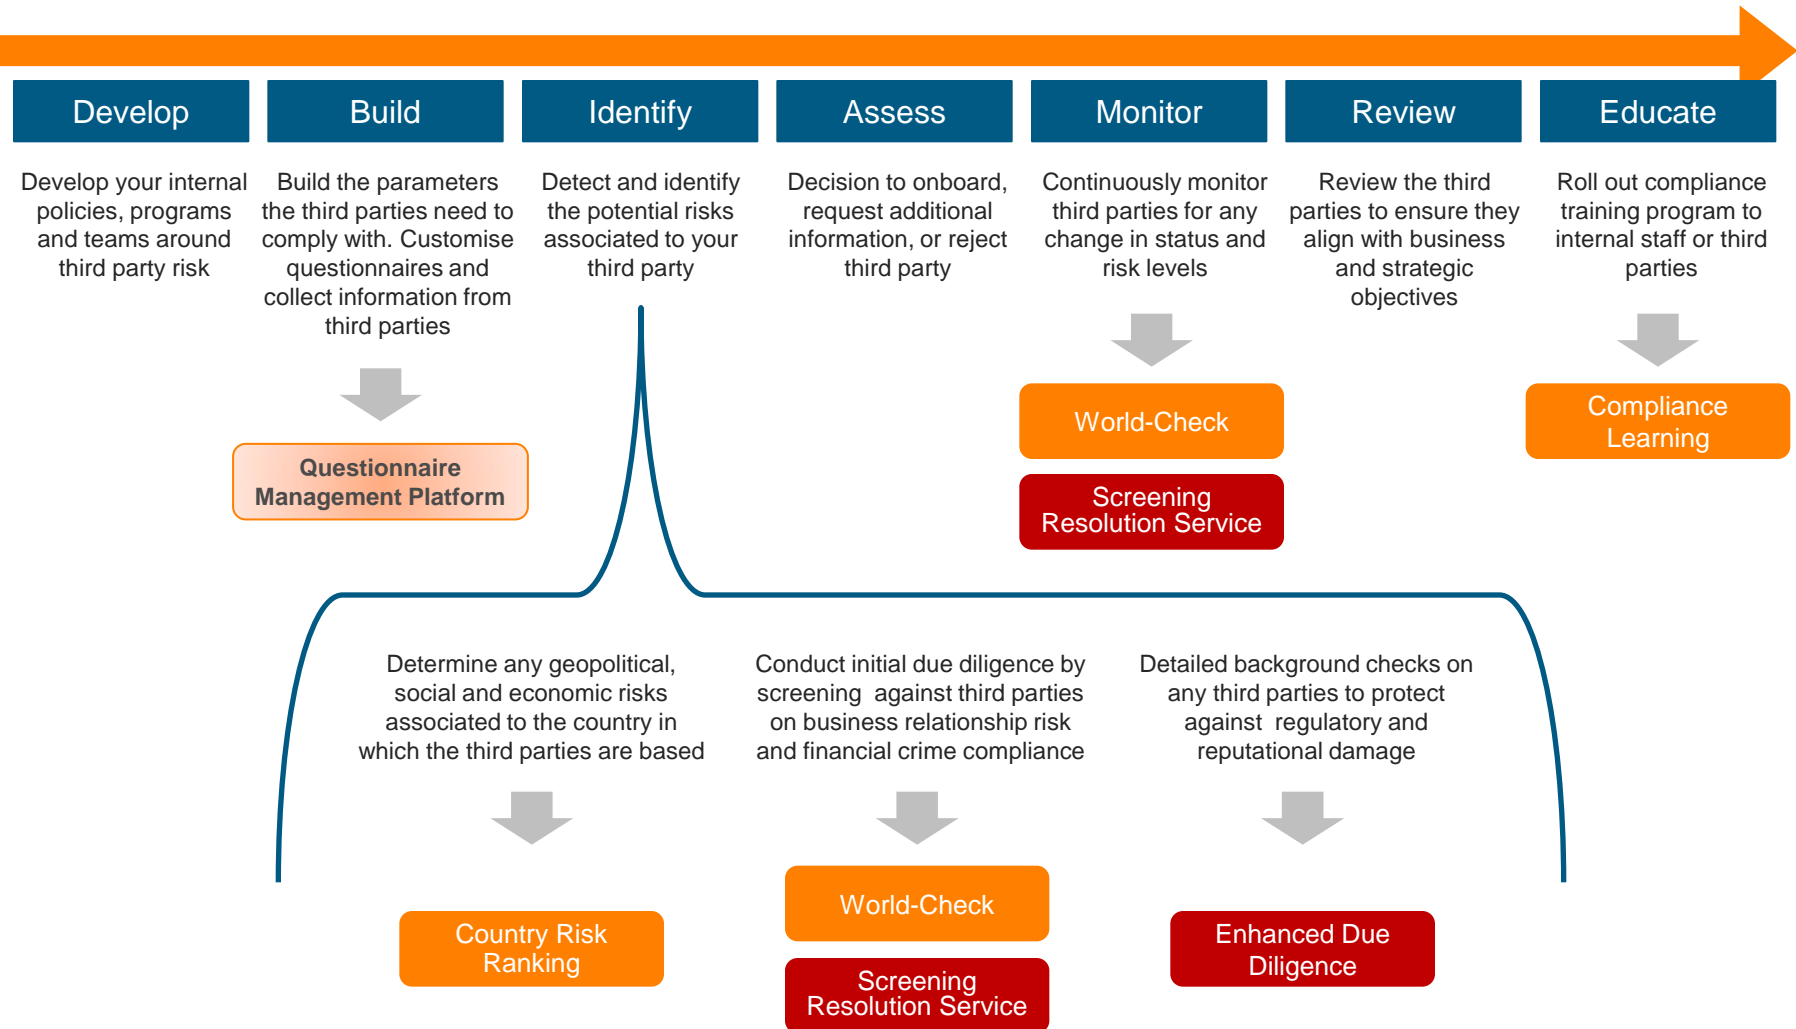 Develop
Build
Identify
Assess
Monitor
Review
Educate
Develop your internal
policies, programs
and teams around
third party risk
Build the parameters
the third parties need to
comply with. Customise
questionnaires and
collect information from
third parties
Detect and identify
the potential risks
associated to your
third party
Decision to onboard,
request additional
information, or reject
third party
Continuously monitor
third parties for any
change in status and
risk levels
Review the third
parties to ensure they
align with business
and strategic
objectives
Roll out compliance
training program to
internal staff or third
parties
Questionnaire
Management Platform
World-Check
Screening
Resolution Service
Compliance
Learning
Determine any geopolitical,
social and economic risks
associated to the country in
which the third parties are based
Conduct initial due diligence by
screening  against third parties
on business relationship risk
and financial crime compliance
Detailed background checks on
any third parties to protect
against  regulatory and
reputational damage
Country Risk
Ranking
World-Check
Screening
Resolution Service
Enhanced Due
Diligence